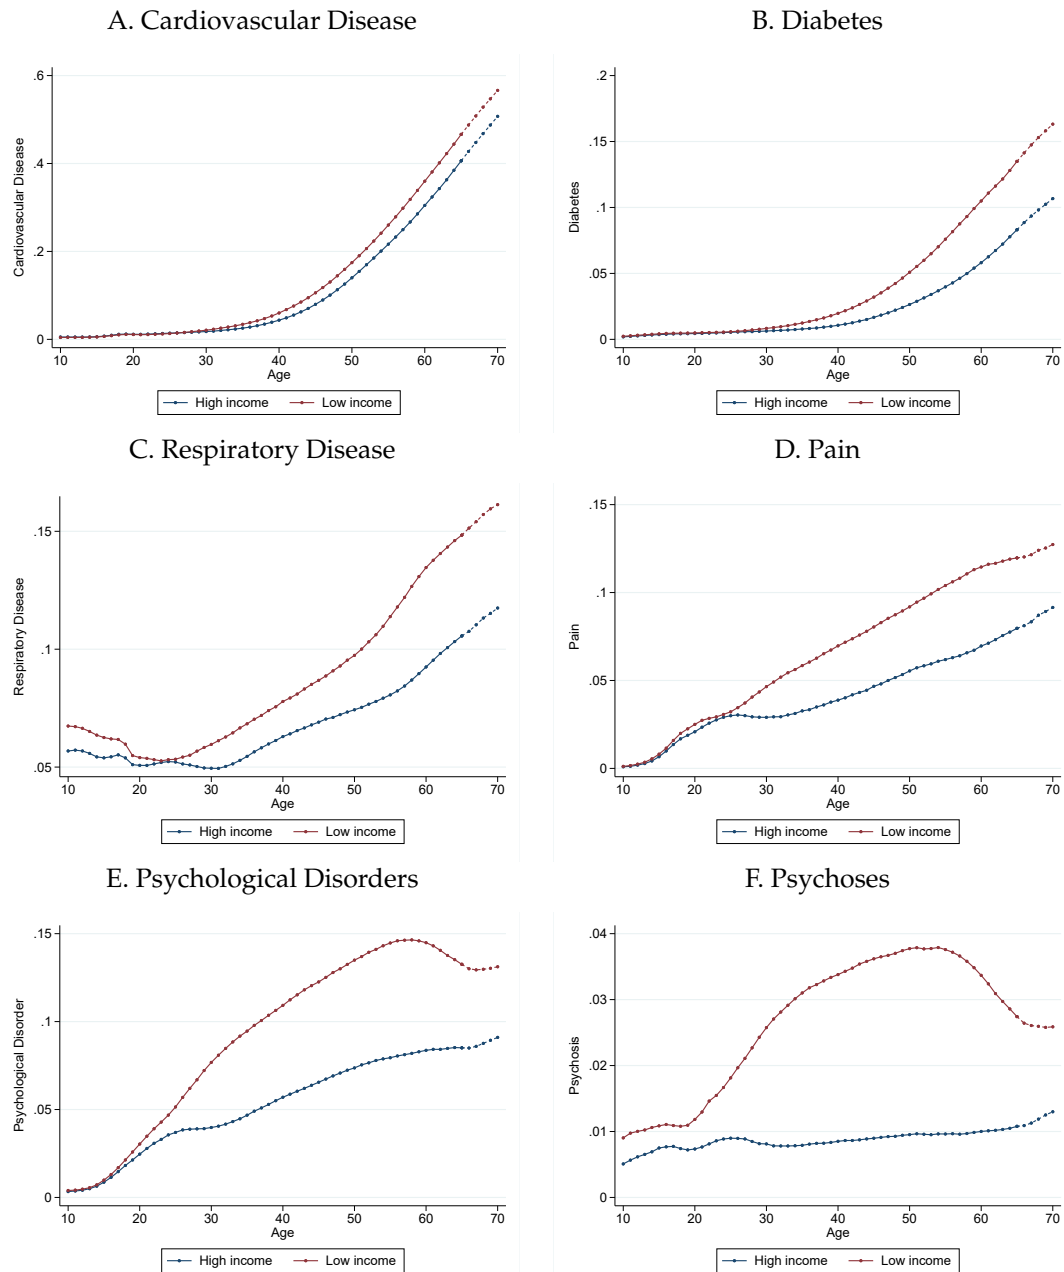 A. Cardiovascular Disease
.6
.4
.2
0
Cardiovascular Disease
10 20 30 40 50 60 70
Age
High income Low income
B. Diabetes
.2
.15
.1
.05
0
Diabetes
10 20 30 40 50 60 70
Age
High income Low income
C. Respiratory Disease
.15
.1
.05
Respiratory Disease
10 20 30 40 50 60 70
Age
High income Low income
D. Pain
.15
.1
.05
0
Pain
10 20 30 40 50 60 70
Age
High income Low income
E. Psychological Disorders
.15
.1
.05
0
Psychological Disorder
10 20 30 40 50 60 70
Age
High income Low income
F. Psychoses
.04
.03
.02
.01
0
Psychosis
10 20 30 40 50 60 70
Age
High income Low income